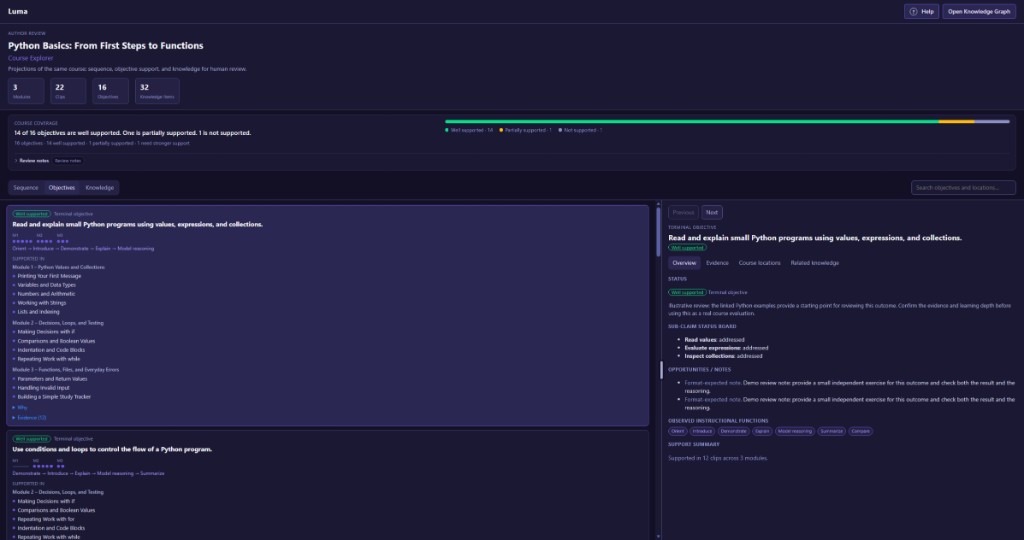 Luma
Help
Open Knowledge Graph
AUTHOR REVIEW
Python Basics: From First Steps to Functions
Course Explorer
Projections of the same course: sequence, objective support, and knowledge for human review.
3
Modules
22
Clips
16
Objectives
32
Knowledge items
COURSE COVERAGE
14 of 16 objectives are well supported. One is partially supported. 1 is not supported.
16 objectives · 14 well supported · 1 partially supported · 1 need stronger support
Well supported · 14
Partially supported · 1
Not supported · 1
Review notes
Review notes
Sequence
Objectives
Knowledge
Search objectives and locations...
Well supported Terminal objective
Read and explain small Python programs using values, expressions, and collections.
M1 M2 M3
Orient → Introduce → Demonstrate → Explain → Model reasoning
SUPPORTED IN
Module 1 – Python Values and Collections
Printing Your First Message
Variables and Data Types
Numbers and Arithmetic
Working with Strings
Lists and Indexing
Module 2 – Decisions, Loops, and Testing
Making Decisions with if
Comparisons and Boolean Values
Indentation and Code Blocks
Repeating Work with while
Module 3 – Functions, Files, and Everyday Errors
Parameters and Return Values
Handling Invalid Input
Building a Simple Study Tracker
Why
Evidence (12)
Well supported Terminal objective
Use conditions and loops to control the flow of a Python program.
M1 M2 M3
Demonstrate → Introduce → Explain → Model reasoning → Summarize
SUPPORTED IN
Module 2 – Decisions, Loops, and Testing
Making Decisions with if
Comparisons and Boolean Values
Repeating Work with for
Indentation and Code Blocks
Repeating Work with while
Previous
Next
TERMINAL OBJECTIVE
Read and explain small Python programs using values, expressions, and collections.
Well supported
Overview
Evidence
Course locations
Related knowledge
STATUS
Well supported Terminal objective
Illustrative review: the linked Python examples provide a starting point for reviewing this outcome. Confirm the evidence and learning depth before
using this as a real course evaluation.
SUB-CLAIM STATUS BOARD
Read values: addressed
Evaluate expressions: addressed
Inspect collections: addressed
OPPORTUNITIES / NOTES
Format-expected note. Demo review note: provide a small independent exercise for this outcome and check both the result and the
reasoning.
Format-expected note. Demo review note: provide a small independent exercise for this outcome and check both the result and the
reasoning.
OBSERVED INSTRUCTIONAL FUNCTIONS
Orient Introduce Demonstrate Explain Model reasoning Summarize Compare
SUPPORT SUMMARY
Supported in 12 clips across 3 modules.